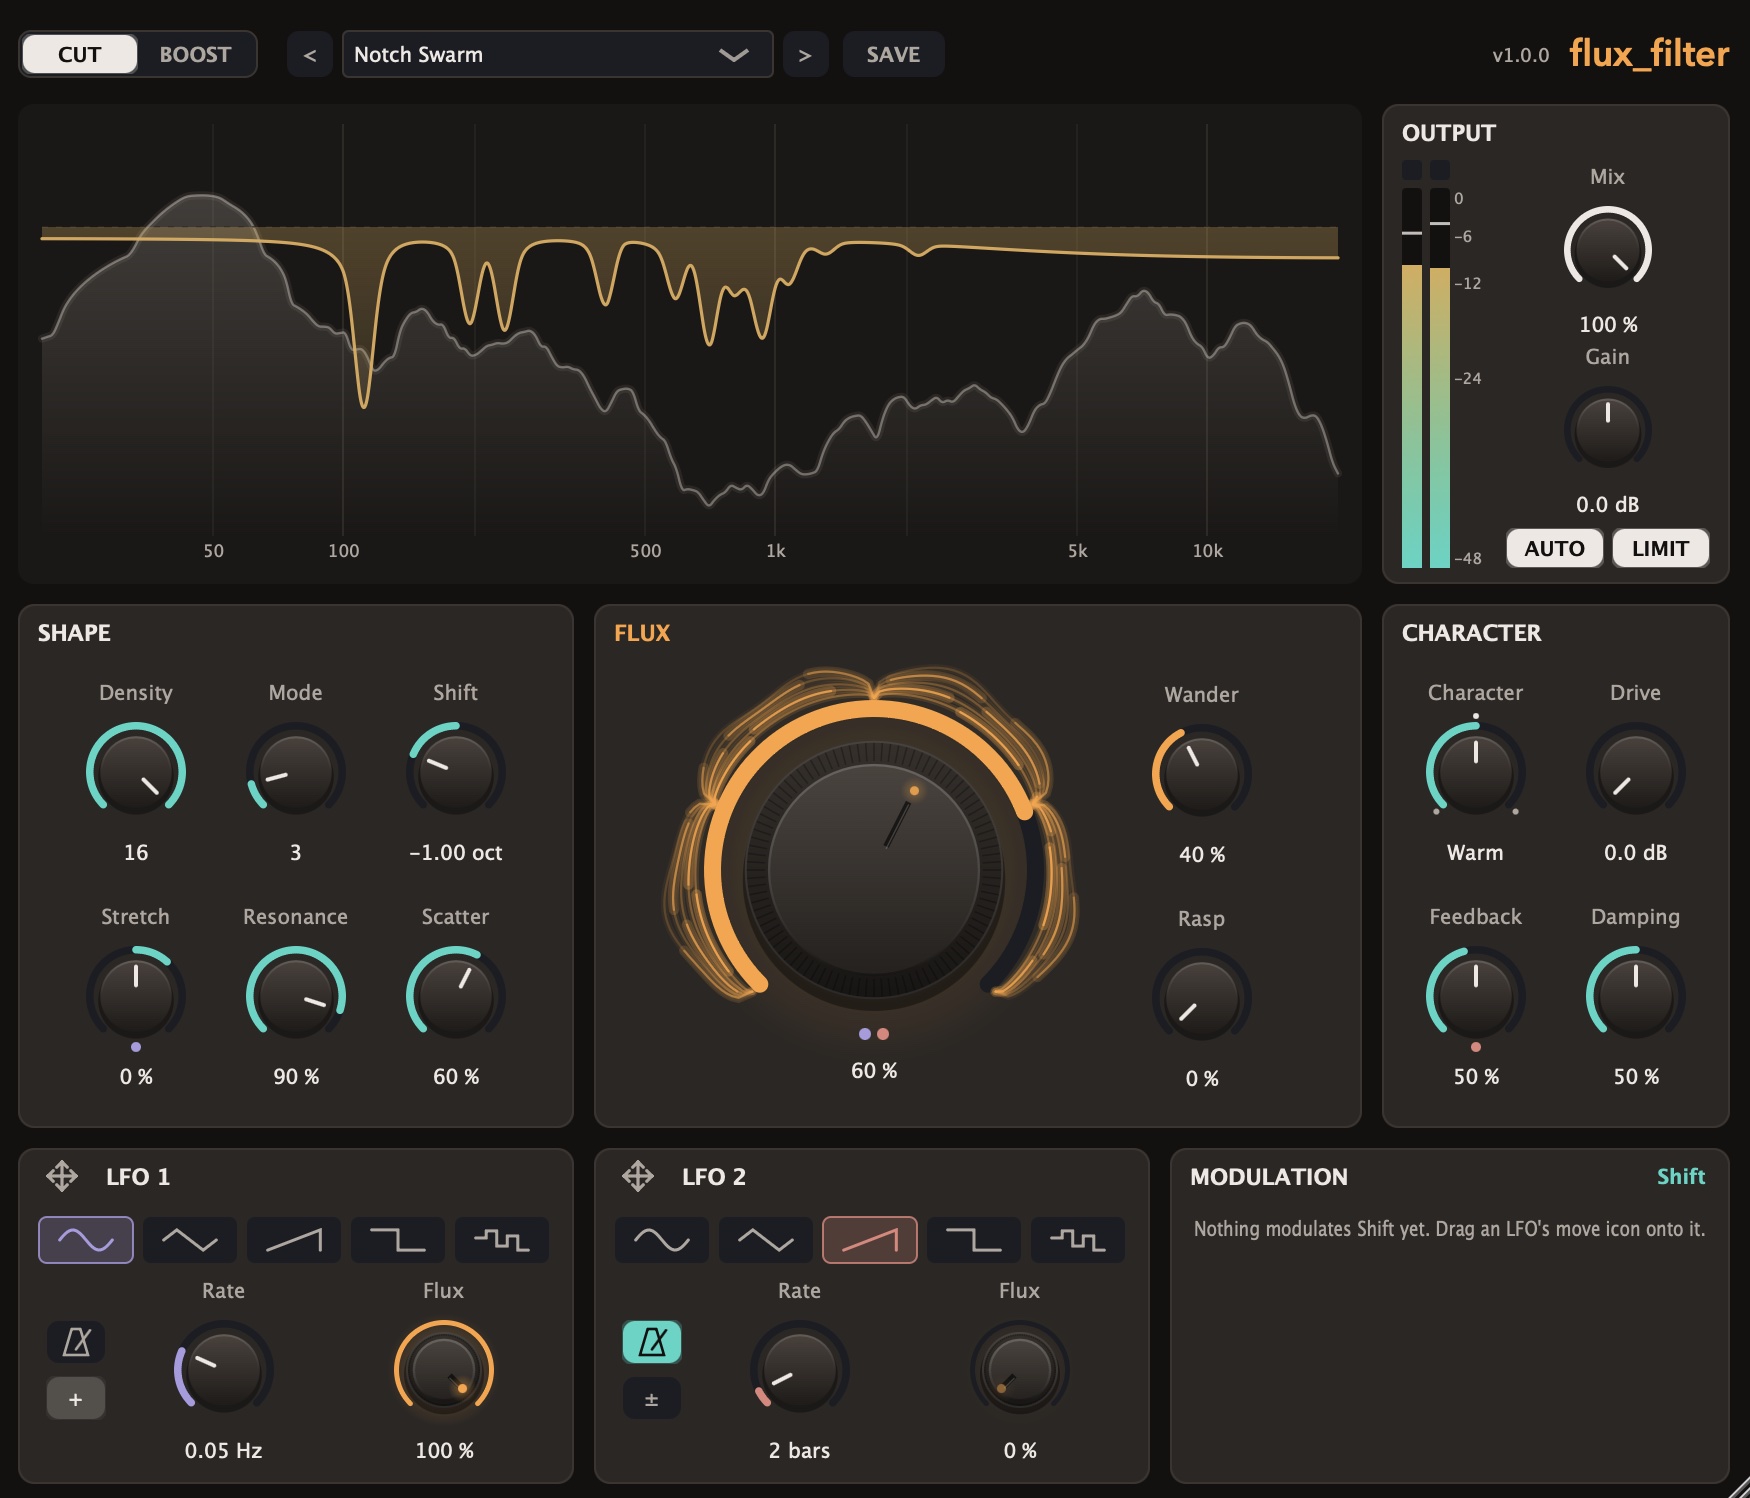 CUT BOOST < Notch Swarm > SAVE v1.0.0 flux_filter
50 100 500 1k 5k 10k
OUTPUT
0
-6
-12
-24
-48
Mix
100 %
Gain
0.0 dB
AUTO LIMIT
SHAPE
Density Mode Shift
16 3 -1.00 oct
Stretch Resonance Scatter
0 % 90 % 60 %
FLUX
60 %
Wander
40 %
Rasp
0 %
CHARACTER
Character Drive
Warm 0.0 dB
Feedback Damping
50 % 50 %
LFO 1
Rate Flux
+
0.05 Hz 100 %
LFO 2
Rate Flux
±
2 bars 0 %
MODULATION Shift
Nothing modulates Shift yet. Drag an LFO's move icon onto it.